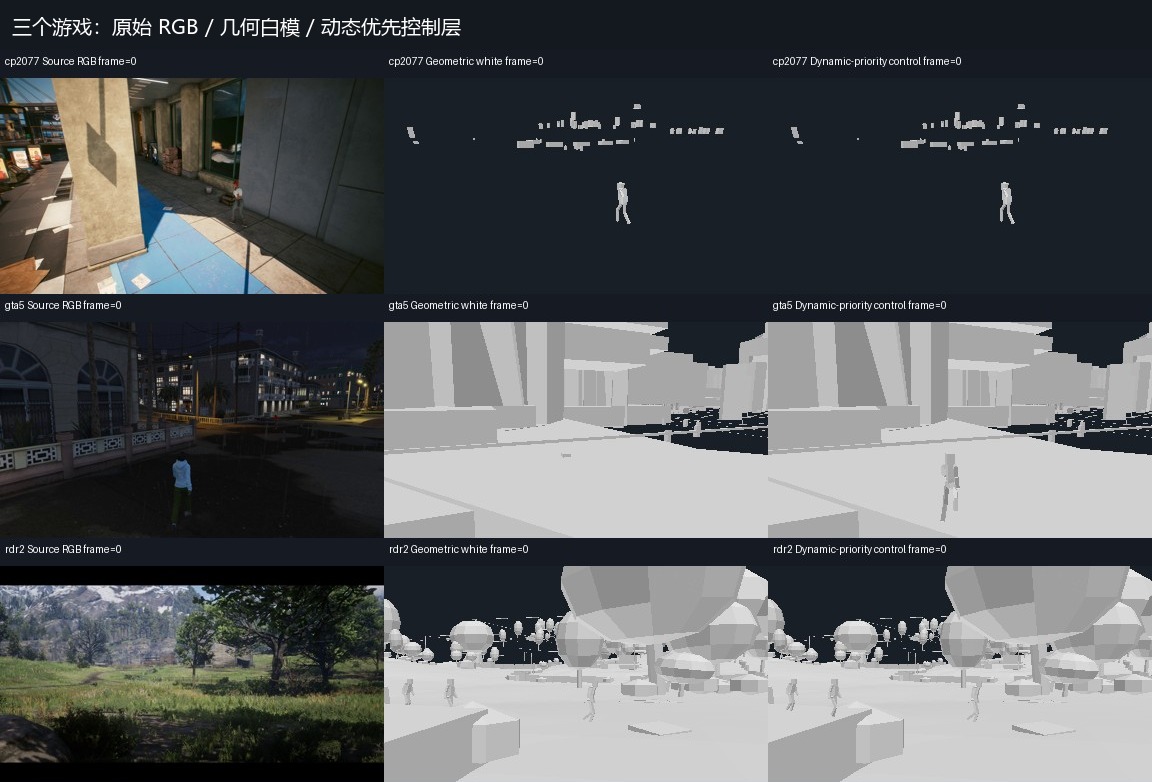 三个游戏：原始 RGB / 几何白模 / 动态优先控制层
cp2077 Source RGB frame=0
cp2077 Geometric white frame=0
cp2077 Dynamic-priority control frame=0
gta5 Source RGB frame=0
gta5 Geometric white frame=0
gta5 Dynamic-priority control frame=0
rdr2 Source RGB frame=0
rdr2 Geometric white frame=0
rdr2 Dynamic-priority control frame=0